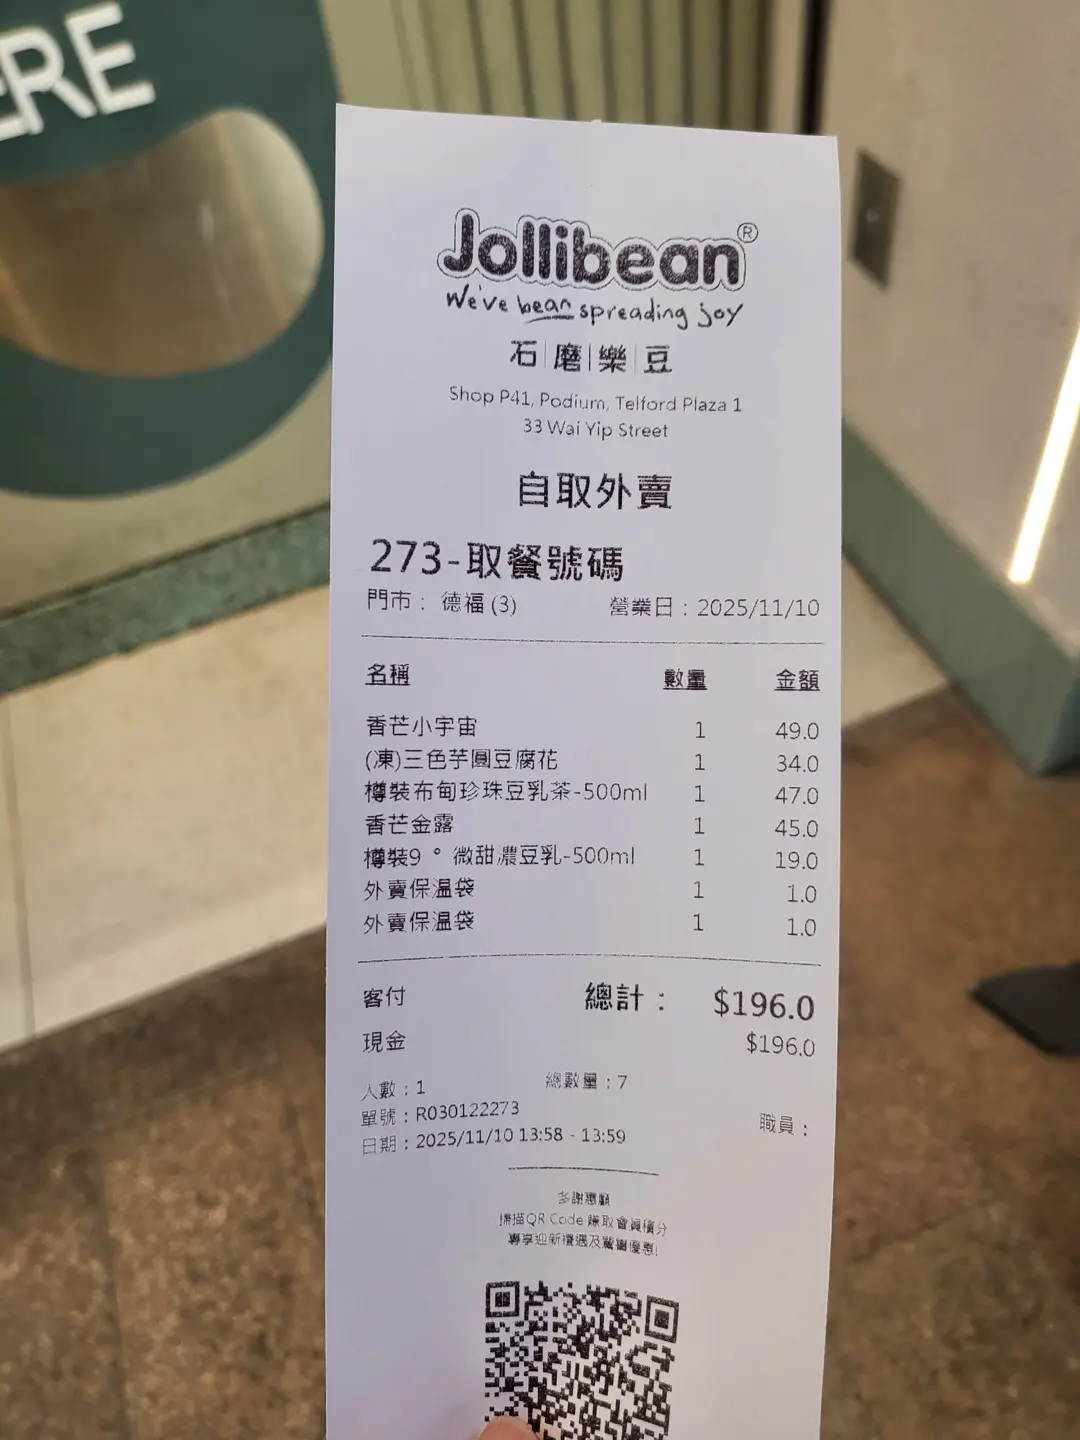 ERE
Jollibean®
We've bean spreading joy
石|磨|樂|豆
Shop P41, Podium, Telford Plaza 1
33 Wai Yip Street
自取外賣
273-取餐號碼
門市： 德福 (3) 營業日：2025/11/10
名稱 數量 金額
香芒小宇宙 1 49.0
(凍)三色芋圓豆腐花 1 34.0
樽裝布甸珍珠豆乳茶-500ml 1 47.0
香芒金露 1 45.0
樽裝9 ° 微甜濃豆乳-500ml 1 19.0
外賣保温袋 1 1.0
外賣保温袋 1 1.0
客付 總計： $196.0
現金 $196.0
人數：1 總數量：7
單號：R030122273 職員：
日期：2025/11/10 13:58 - 13:59
多謝惠顧
掃描QR Code 賺取會員積分
專享迎新禮遇及驚喜優惠!